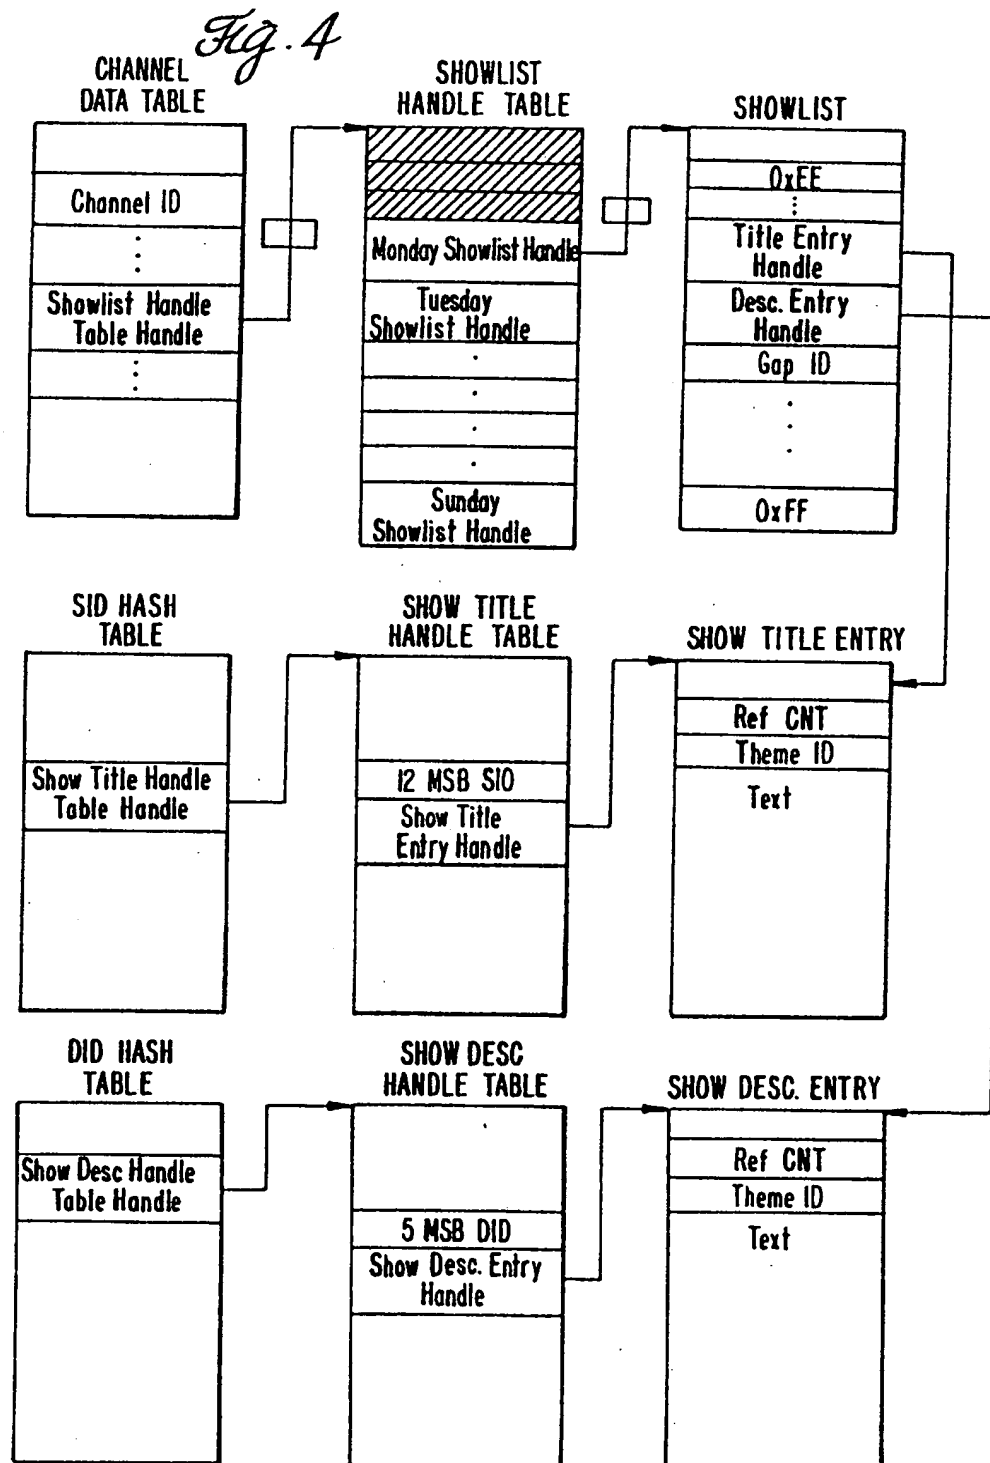 Fig. 4
CHANNEL
DATA TABLE
Channel ID
Showlist Handle
Table Handle
SHOWLIST
HANDLE TABLE
Monday Showlist Handle
Tuesday
Showlist Handle
Sunday
Showlist Handle
SHOWLIST
0xEE
Title Entry
Handle
Desc. Entry
Handle
Gap ID
0xFF
SID HASH
TABLE
Show Title Handle
Table Handle
SHOW TITLE
HANDLE TABLE
12 MSB SIO
Show Title
Entry Handle
SHOW TITLE ENTRY
Ref CNT
Theme ID
Text
DID HASH
TABLE
Show Desc Handle
Table Handle
SHOW DESC
HANDLE TABLE
5 MSB DID
Show Desc. Entry
Handle
SHOW DESC. ENTRY
Ref CNT
Theme ID
Text